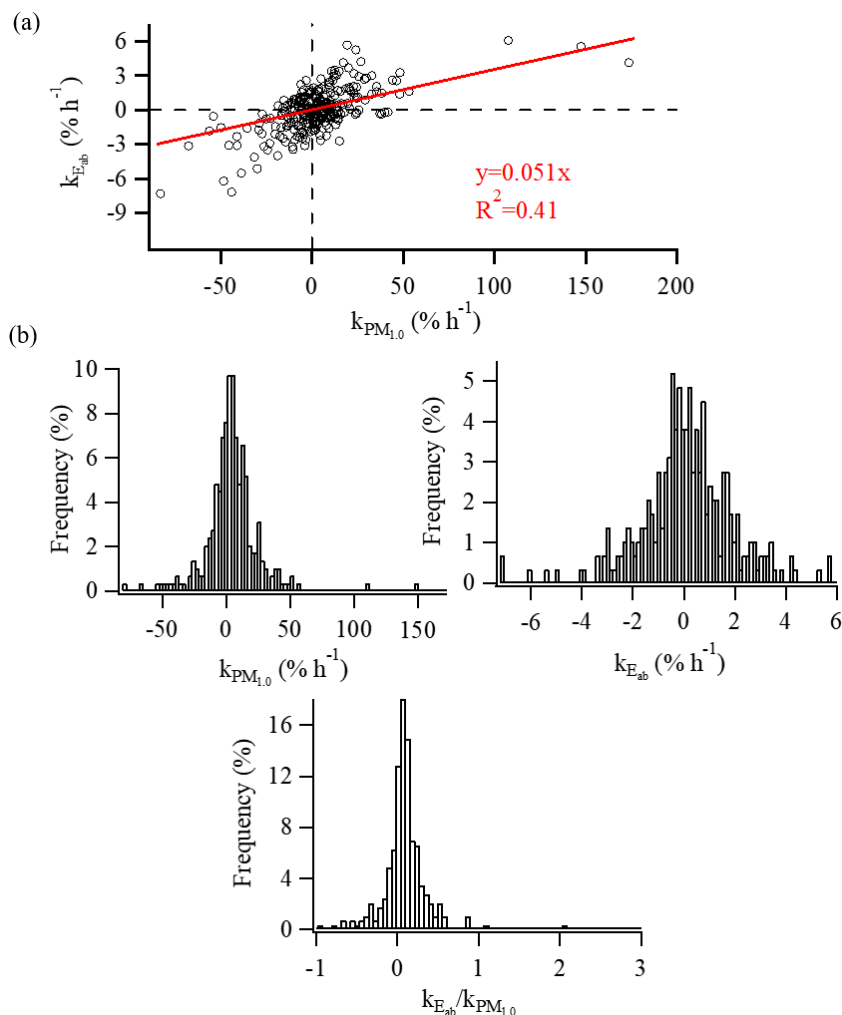 (a)
6
3
0
-3
-6
-9
k_Eab (% h^-1)
y=0.051x
R^2=0.41
-50 0 50 100 150 200
k_PM1.0 (% h^-1)
(b)
10
8
6
4
2
0
Frequency (%)
-50 0 50 100 150
k_PM1.0 (% h^-1)
5
4
3
2
1
0
Frequency (%)
-6 -4 -2 0 2 4 6
k_Eab (% h^-1)
16
12
8
4
0
Frequency (%)
-1 0 1 2 3
k_Eab/k_PM1.0